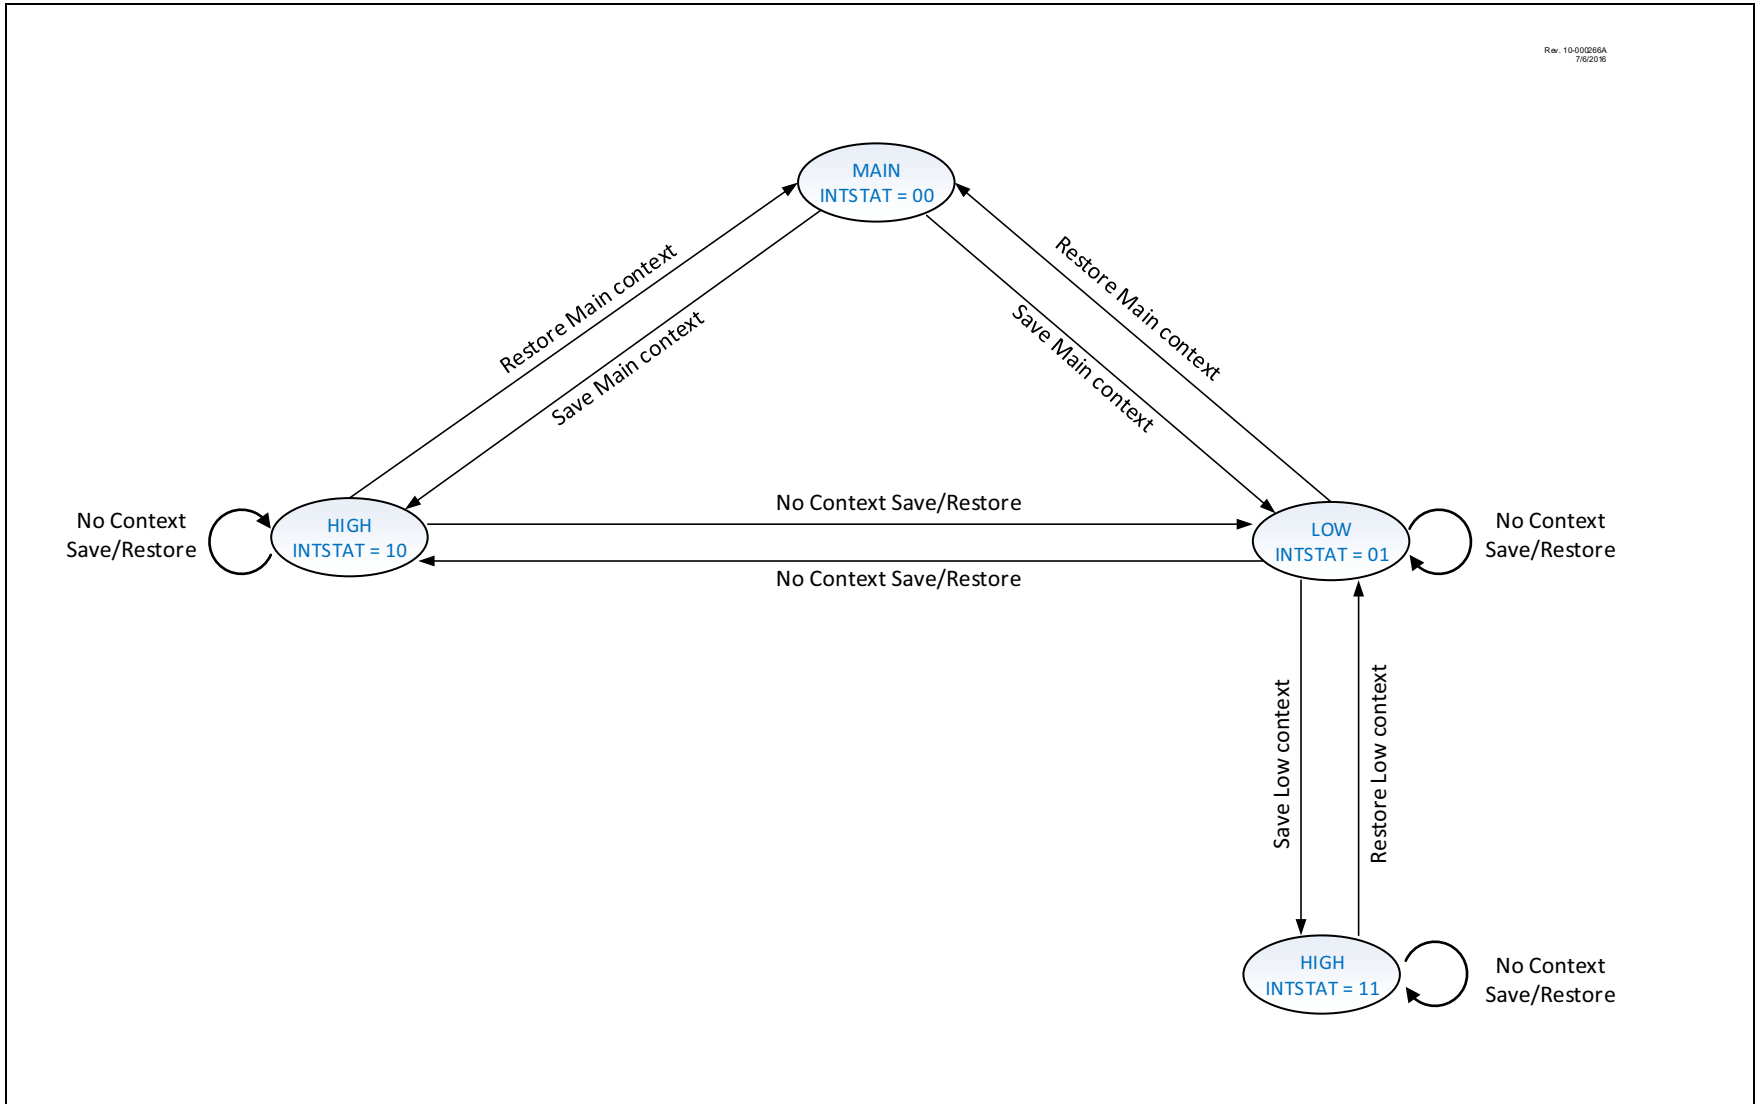 Rev. 10-000266A
7/6/2016
MAIN
INTSTAT = 00
Restore Main context
Save Main context
Save Main context
Restore Main context
No Context
Save/Restore
HIGH
INTSTAT = 10
No Context Save/Restore
No Context Save/Restore
LOW
INTSTAT = 01
No Context
Save/Restore
Save Low context
Restore Low context
HIGH
INTSTAT = 11
No Context
Save/Restore